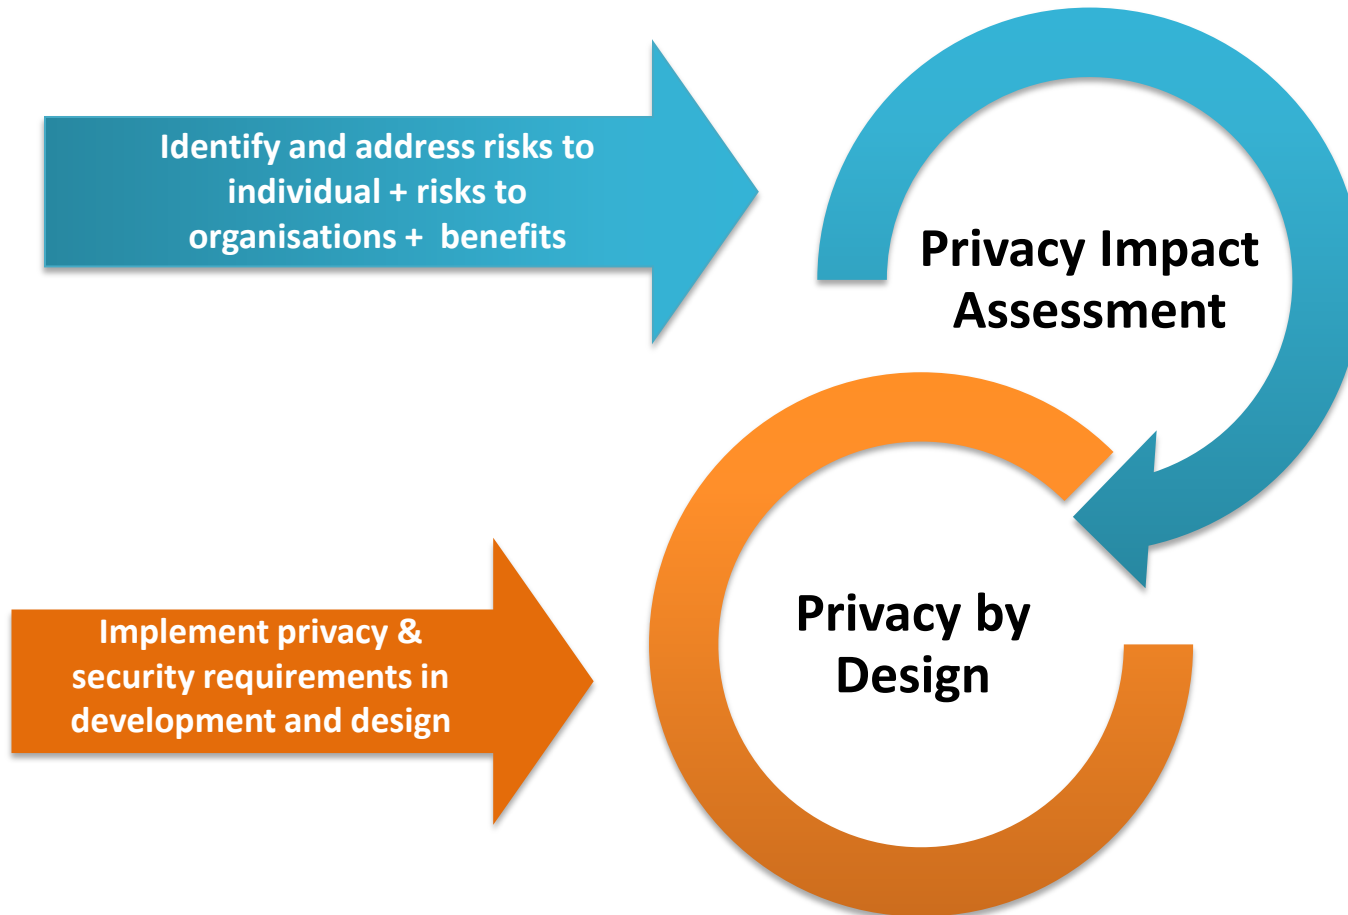 Identify and address risks to
individual + risks to
organisations +  benefits
Privacy Impact
Assessment
Implement privacy &
security requirements in
development and design
Privacy by
Design